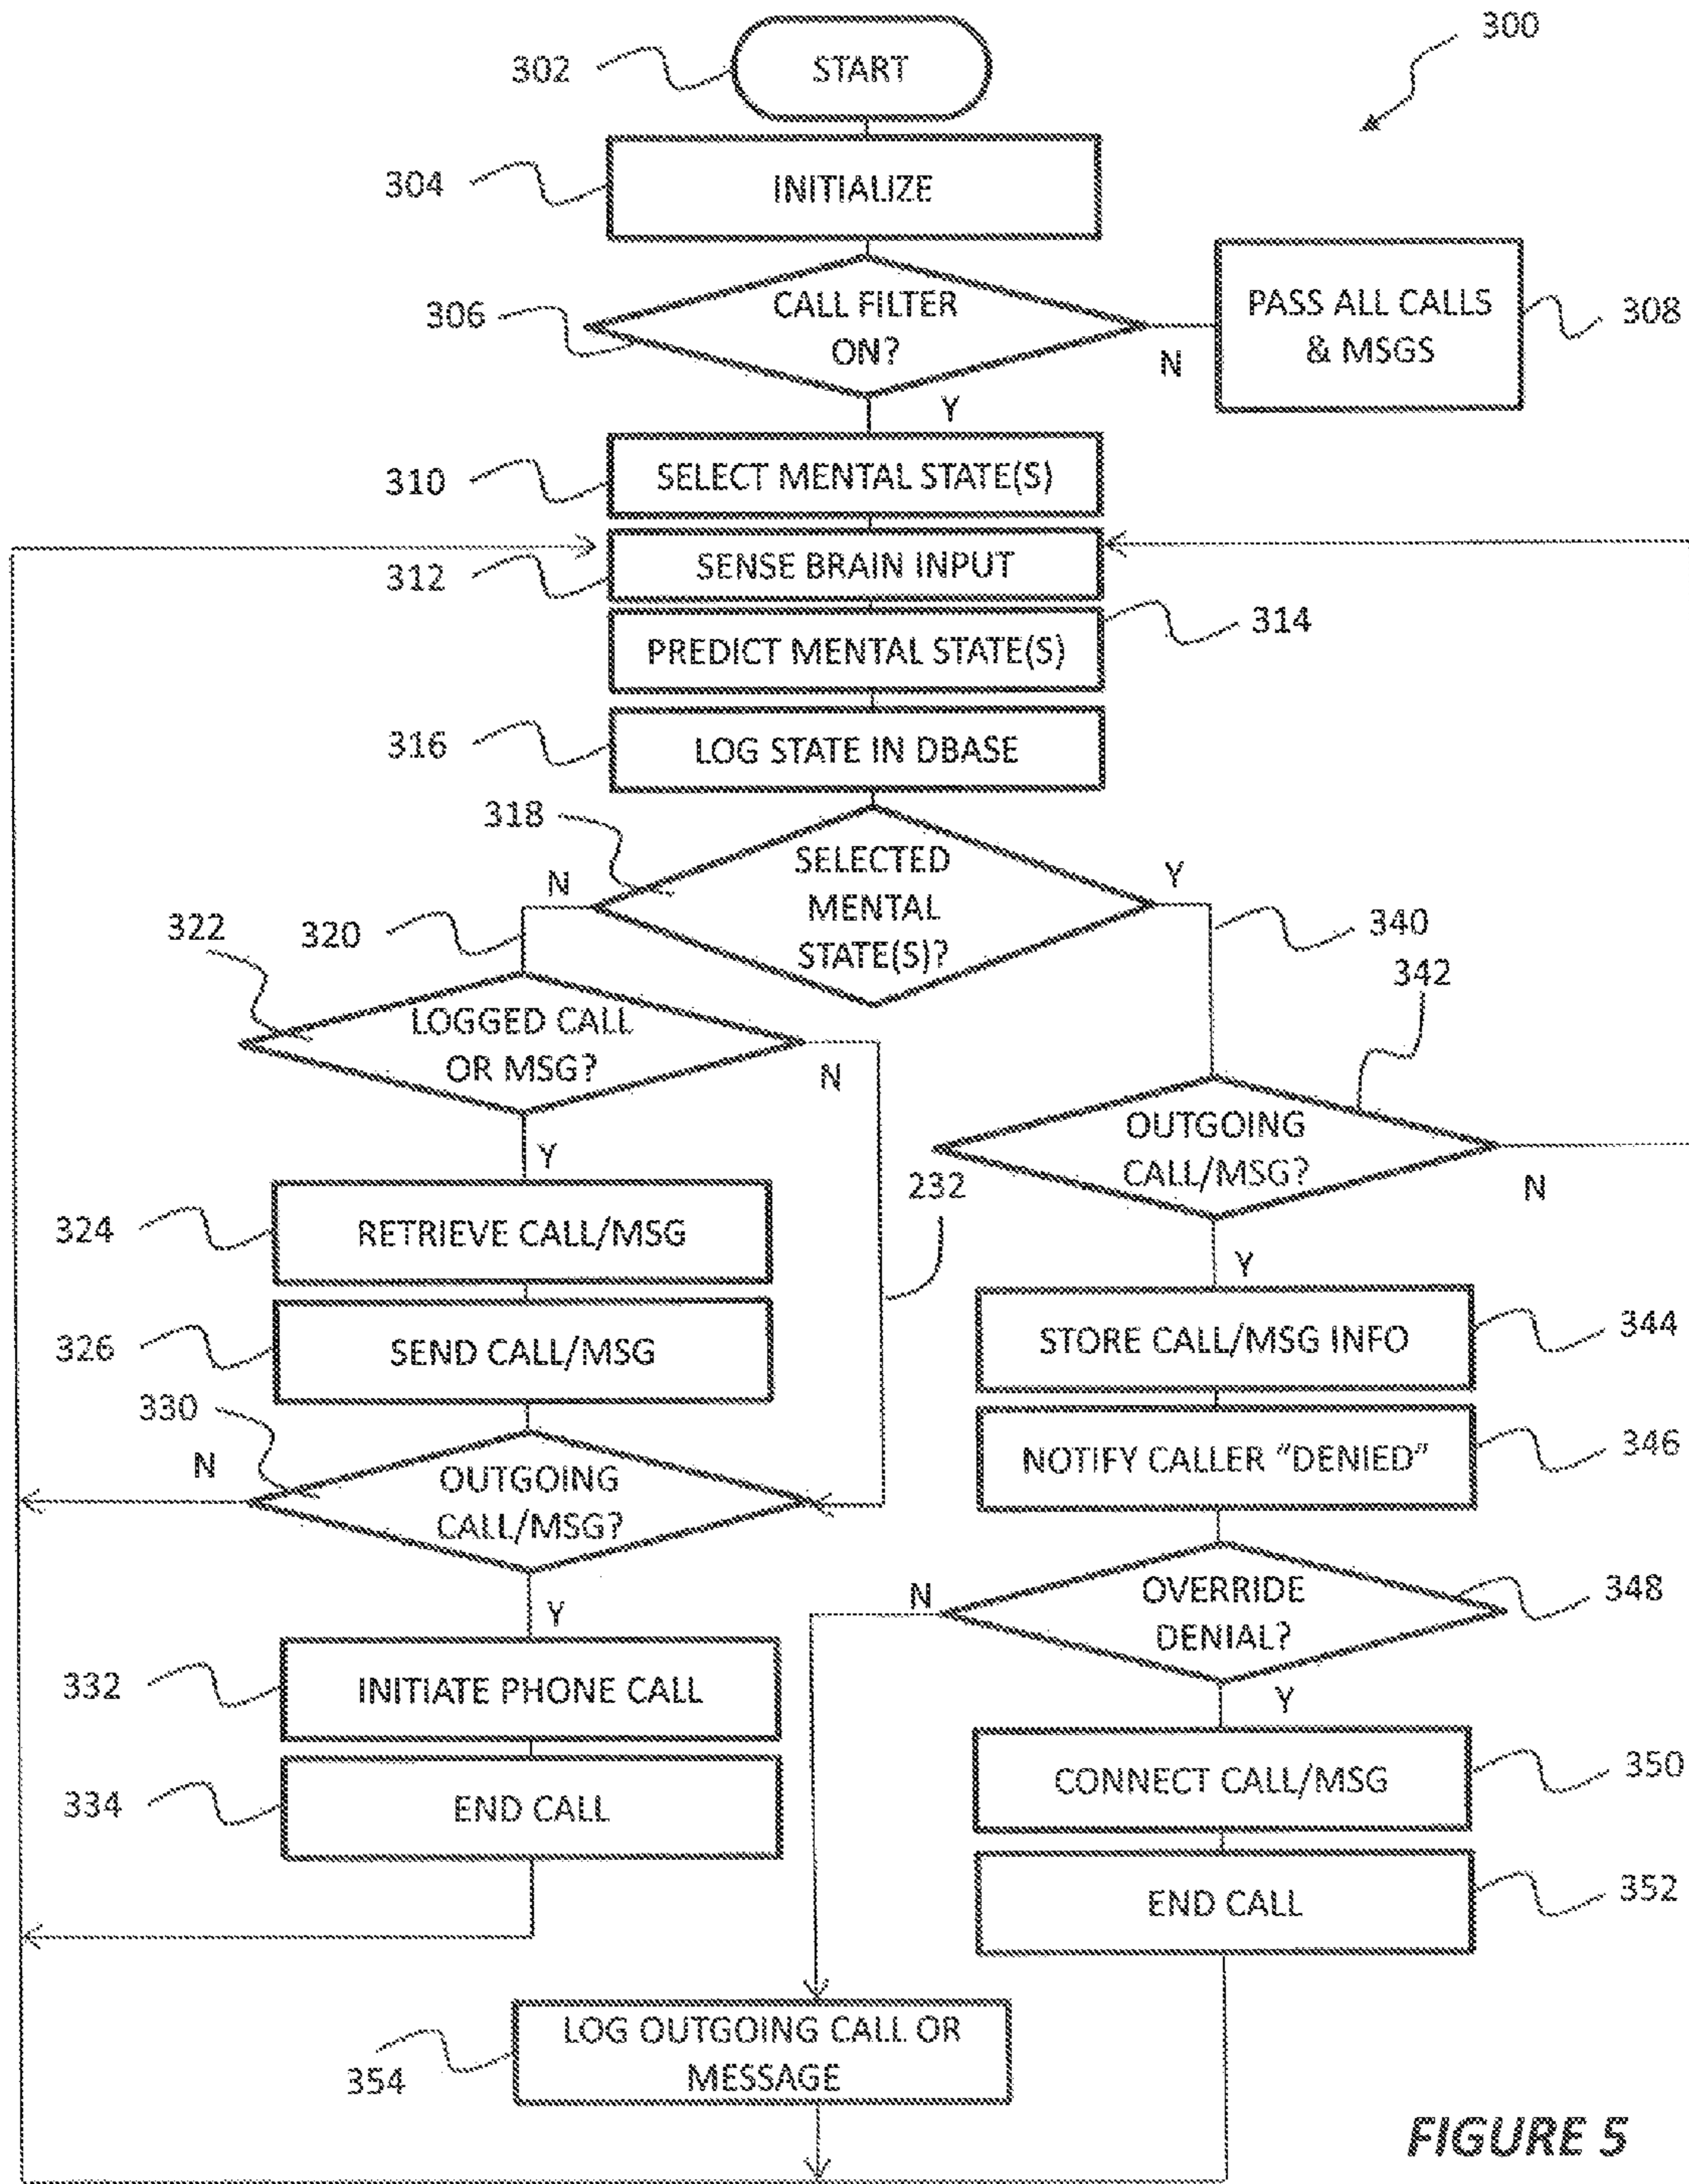 300
302
START
304
INITIALIZE
306
CALL FILTER
ON?
N
PASS ALL CALLS
& MSGS
308
Y
310
SELECT MENTAL STATE(S)
312
SENSE BRAIN INPUT
314
PREDICT MENTAL STATE(S)
316
LOG STATE IN DBASE
318
SELECTED
MENTAL
STATE(S)?
N
Y
320
322
340
342
LOGGED CALL
OR MSG?
N
Y
OUTGOING
CALL/MSG?
N
Y
232
324
RETRIEVE CALL/MSG
326
SEND CALL/MSG
330
N
OUTGOING
CALL/MSG?
Y
332
INITIATE PHONE CALL
334
END CALL
STORE CALL/MSG INFO
344
NOTIFY CALLER "DENIED"
346
N
OVERRIDE
DENIAL?
348
Y
CONNECT CALL/MSG
350
END CALL
352
354
LOG OUTGOING CALL OR
MESSAGE
FIGURE 5